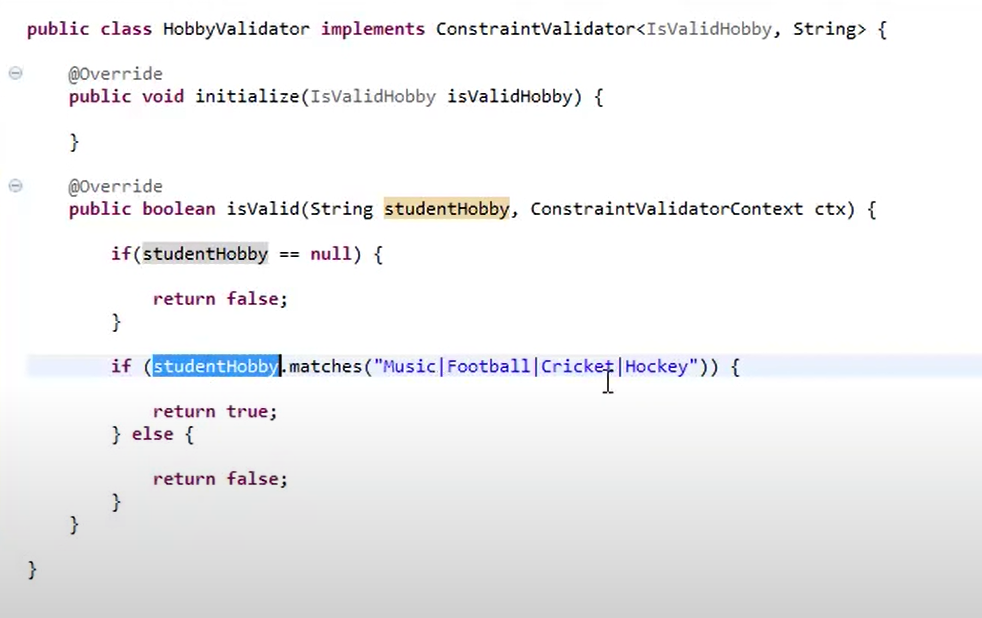 public class HobbyValidator implements ConstraintValidator<IsValidHobby, String> {
@Override
public void initialize(IsValidHobby isValidHobby) {
}
@Override
public boolean isValid(String studentHobby, ConstraintValidatorContext ctx) {
if(studentHobby == null) {
return false;
}
if (studentHobby.matches("Music|Football|Cricket|Hockey")) {
return true;
} else {
return false;
}
}
}